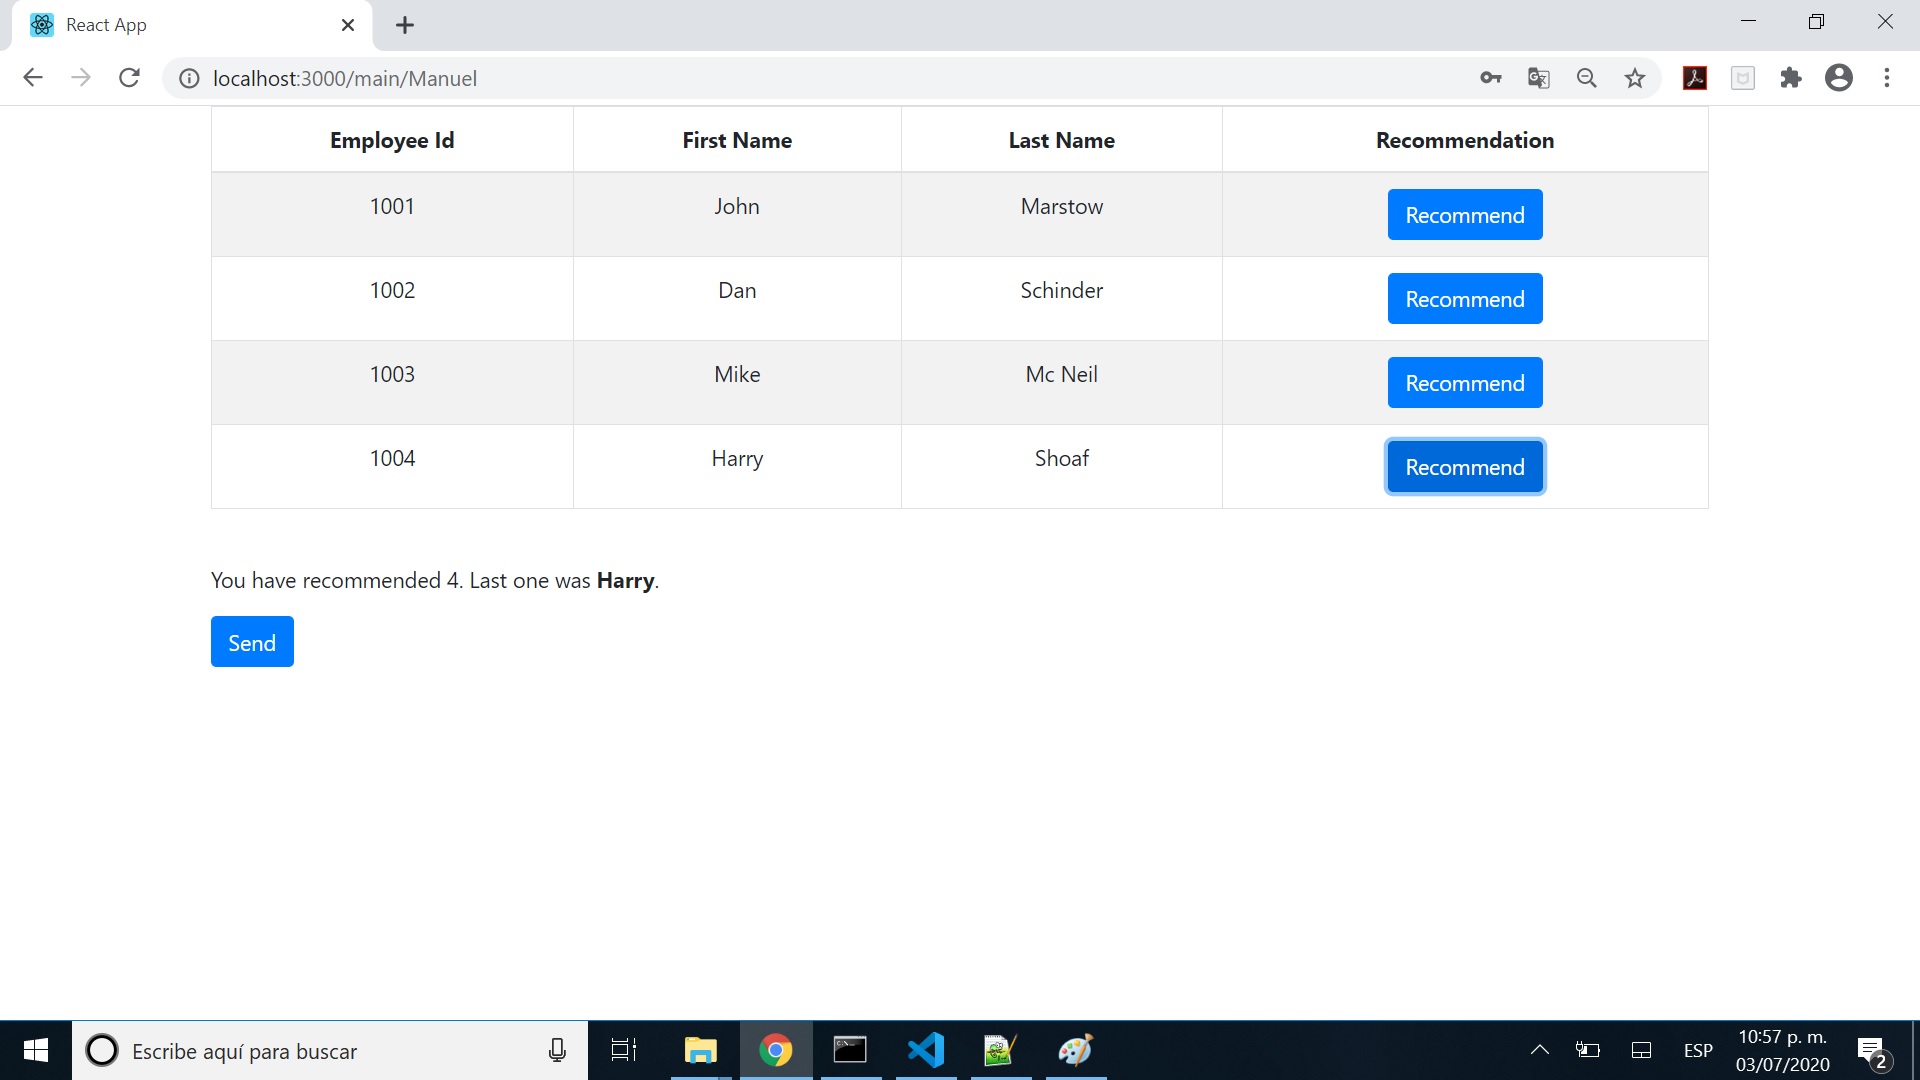 React App
localhost:3000/main/Manuel
Employee Id First Name Last Name Recommendation
1001 John Marstow Recommend
1002 Dan Schinder Recommend
1003 Mike Mc Neil Recommend
1004 Harry Shoaf Recommend
You have recommended 4. Last one was Harry.
Send
Escribe aquí para buscar
ESP
10:57 p. m.
03/07/2020
2